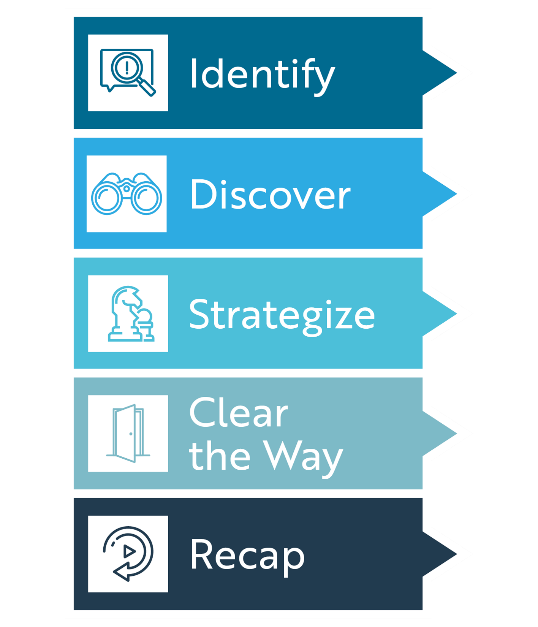 Identify
Discover
Strategize
Clear
the Way
Recap